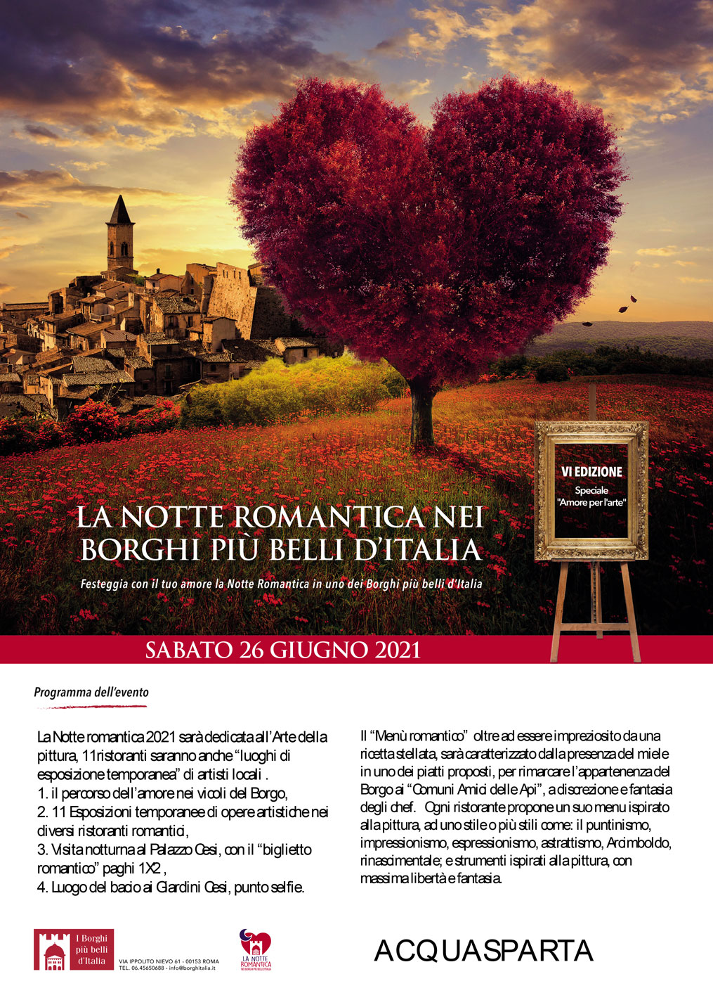 VI EDIZIONE
Speciale
"Amore per l'arte"
LA NOTTE ROMANTICA NEI
BORGHI PIÙ BELLI D'ITALIA
Festeggia con il tuo amore la Notte Romantica in uno dei Borghi più belli d'Italia
SABATO 26 GIUGNO 2021
Programma dell'evento
La Notte romantica 2021 sarà dedicata all'Arte della
pittura, 11ristoranti saranno anche “luoghi di
esposizione temporanea” di artisti locali .
1. il percorso dell'amore nei vicoli del Borgo,
2. 11 Esposizioni temporanee di opere artistiche nei
diversi ristoranti romantici,
3. Visita notturna al Palazzo Cesi, con il “biglietto
romantico” paghi 1X2 ,
4. Luogo del bacio ai Giardini Cesi, punto selfie.
Il “Menù romantico” oltre ad essere impreziosito da una
ricetta stellata, sarà caratterizzato dalla presenza del miele
in uno dei piatti proposti, per rimarcare l'appartenenza del
Borgo ai “Comuni Amici delle Api”, a discrezione e fantasia
degli chef. Ogni ristorante propone un suo menu ispirato
alla pittura, ad uno stile o più stili come: il puntinismo,
impressionismo, espressionismo, astrattismo, Arcimboldo,
rinascimentale; e strumenti ispirati alla pittura, con
massima libertà e fantasia.
I Borghi
più belli
d'Italia
VIA IPPOLITO NIEVO 61 - 00153 ROMA
TEL. 06.45650688 - info@borghitalia.it
LA NOTTE
ROMANTICA
NEI BORGHI PIÙ BELLI D'ITALIA
ACQUASPARTA